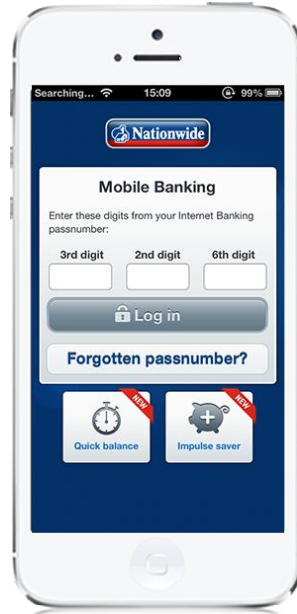 Searching... 15:09 99%
Nationwide
Mobile Banking
Enter these digits from your Internet Banking
passnumber:
3rd digit 2nd digit 6th digit
Log in
Forgotten passnumber?
NEW NEW
Quick balance Impulse saver